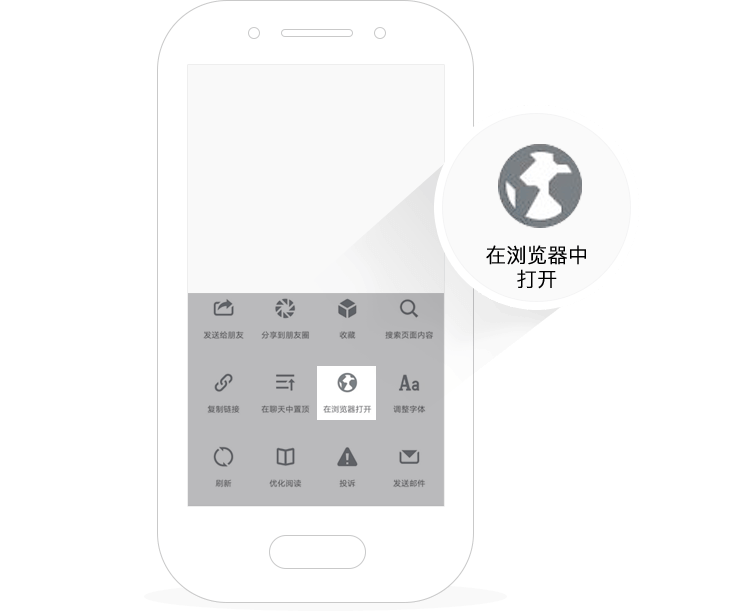 在浏览器中
打开
发送给朋友 分享到朋友圈 收藏 搜索页面内容
复制链接 在聊天中置顶 在浏览器打开 调整字体
Aa
刷新 优化阅读 投诉 发送邮件